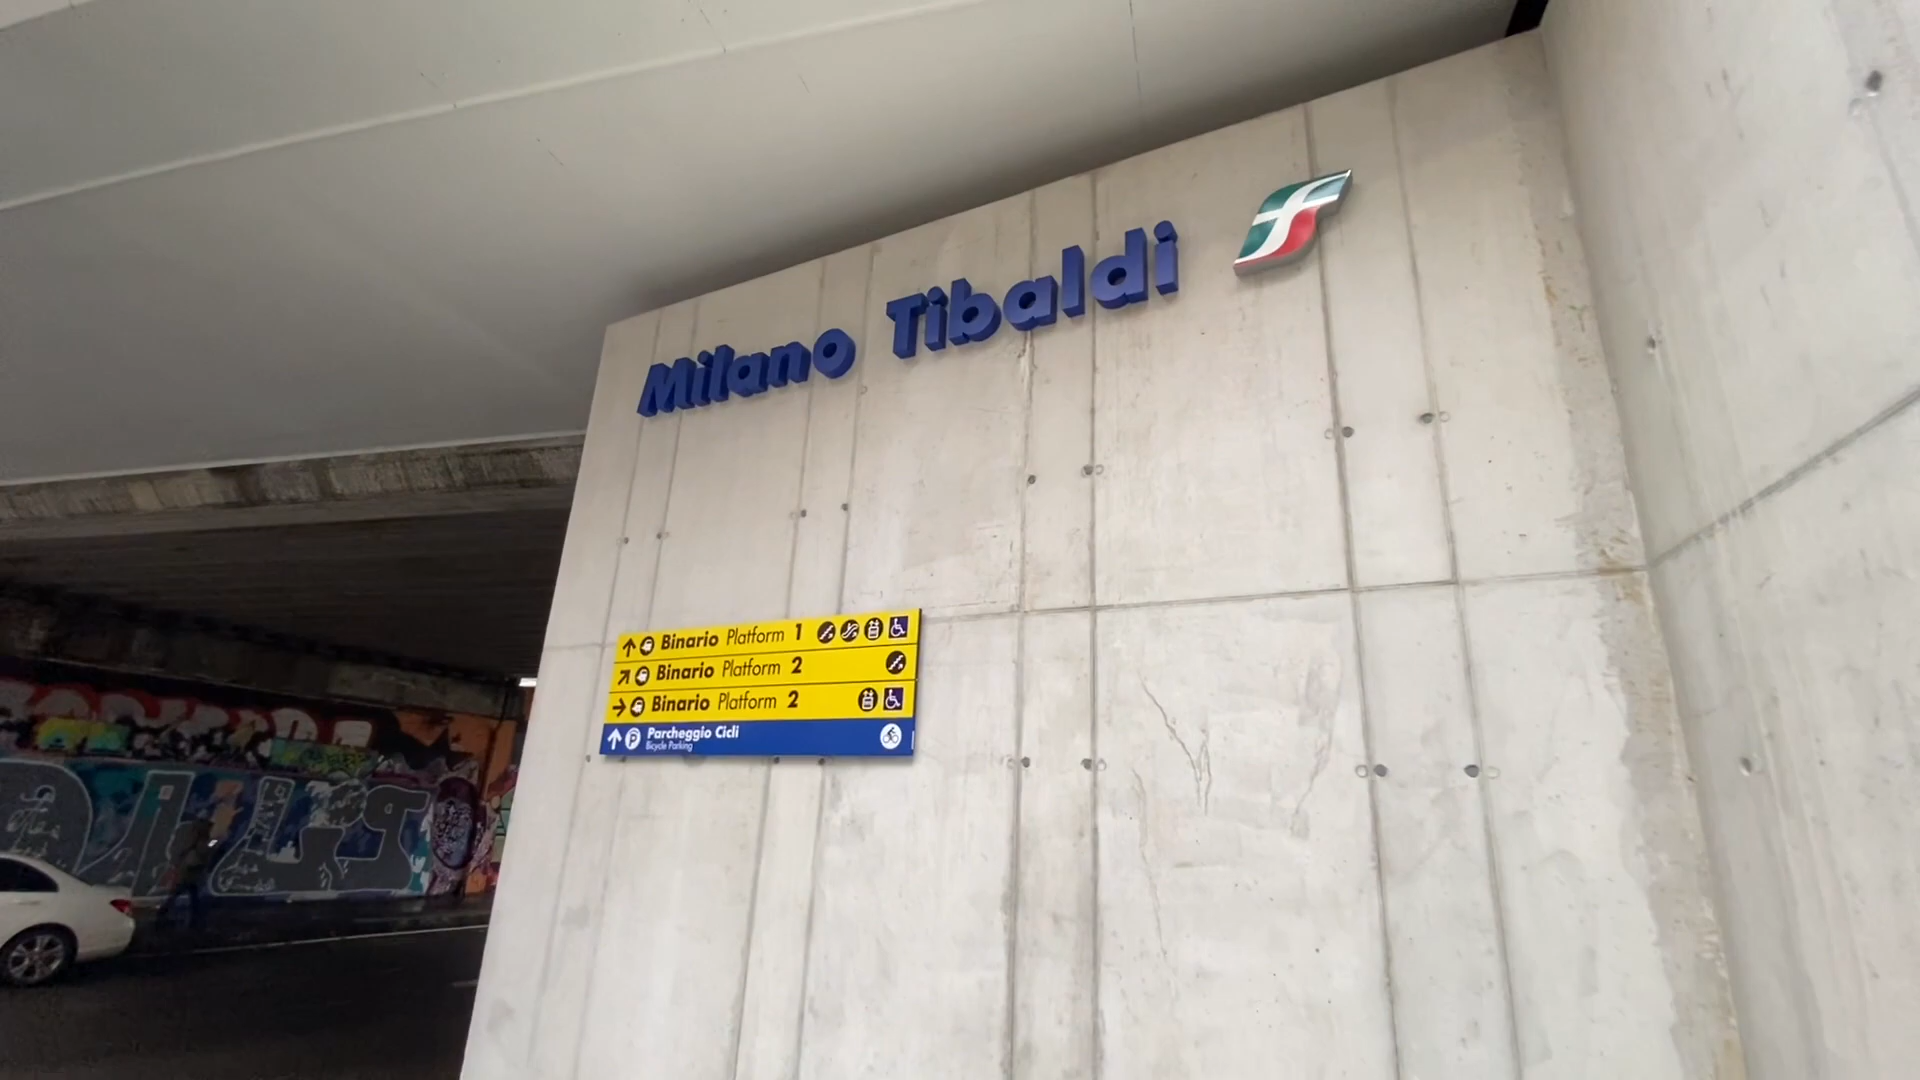 Milano Tibaldi
Binario Platform 1
Binario Platform 2
Binario Platform 2
Parcheggio Cicli
Bicycle Parking